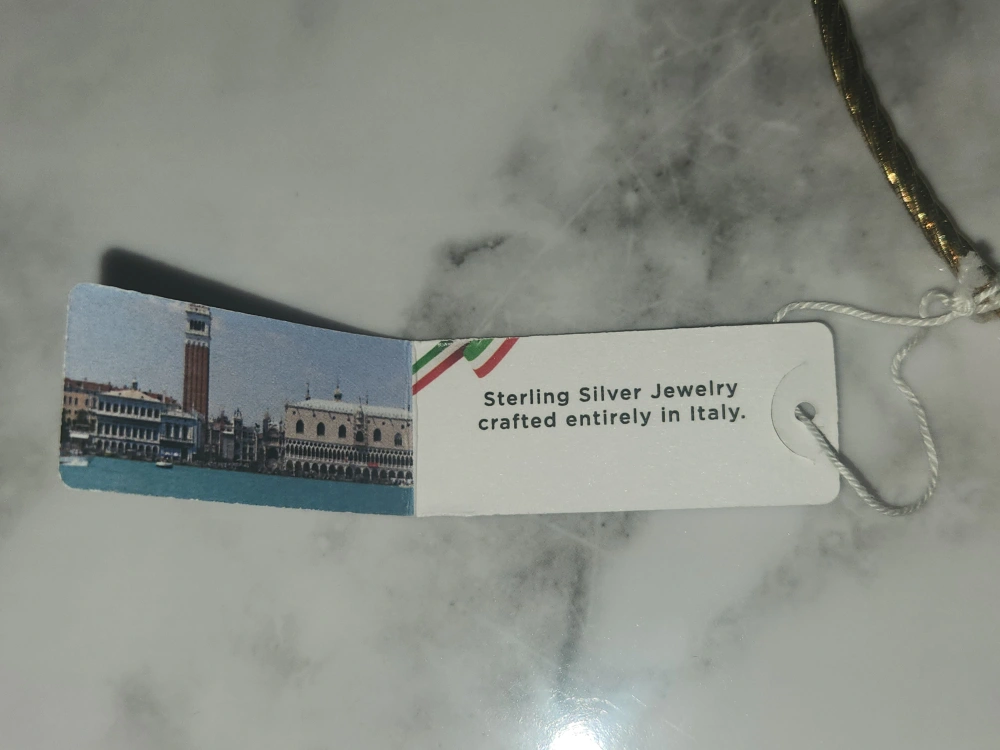 Sterling Silver Jewelry
crafted entirely in Italy.